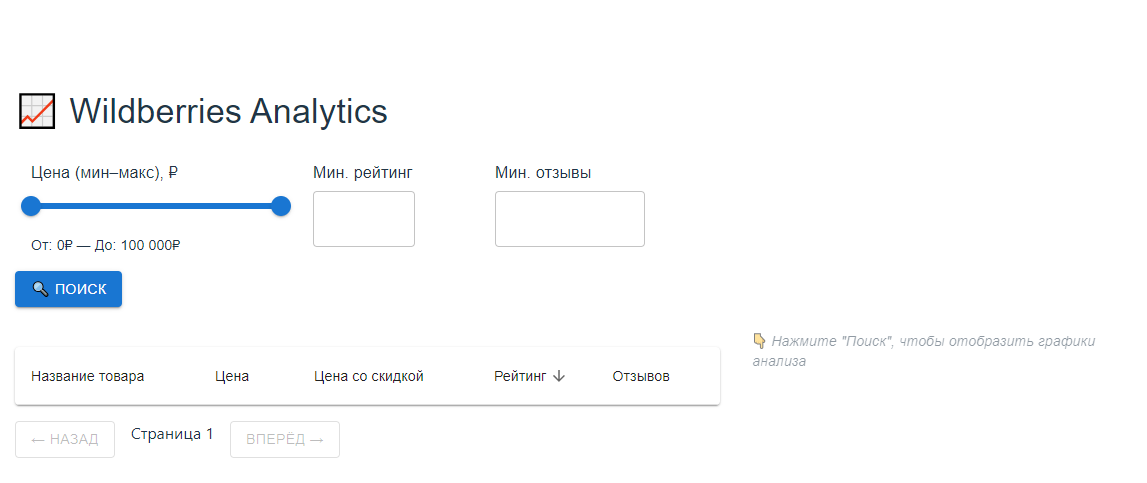 📈 Wildberries Analytics
Цена (мин–макс), ₽
Мин. рейтинг
Мин. отзывы
От: 0₽ — До: 100 000₽
🔍 ПОИСК
👇 Нажмите "Поиск", чтобы отобразить графики
анализа
Название товара Цена Цена со скидкой Рейтинг ↓ Отзывов
← НАЗАД Страница 1 ВПЕРЁД →